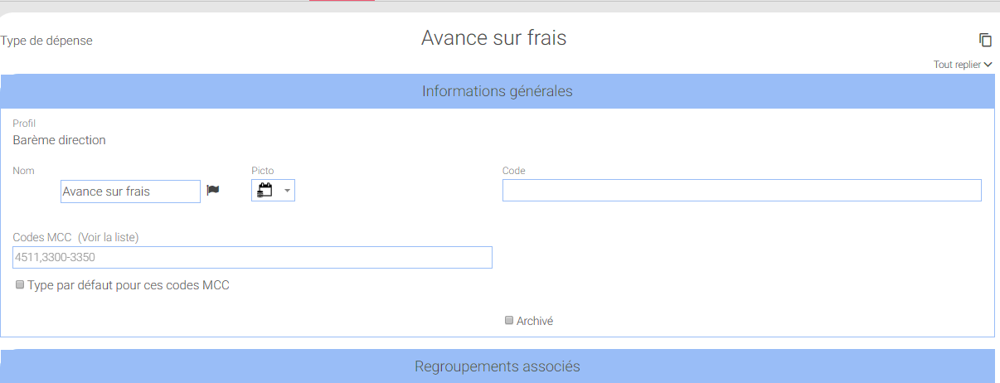 Type de dépense
Avance sur frais
Tout replier
Informations générales
Profil
Barème direction
Nom
Picto
Code
Avance sur frais
Codes MCC (Voir la liste)
4511,3300-3350
Type par défaut pour ces codes MCC
Archivé
Regroupements associés